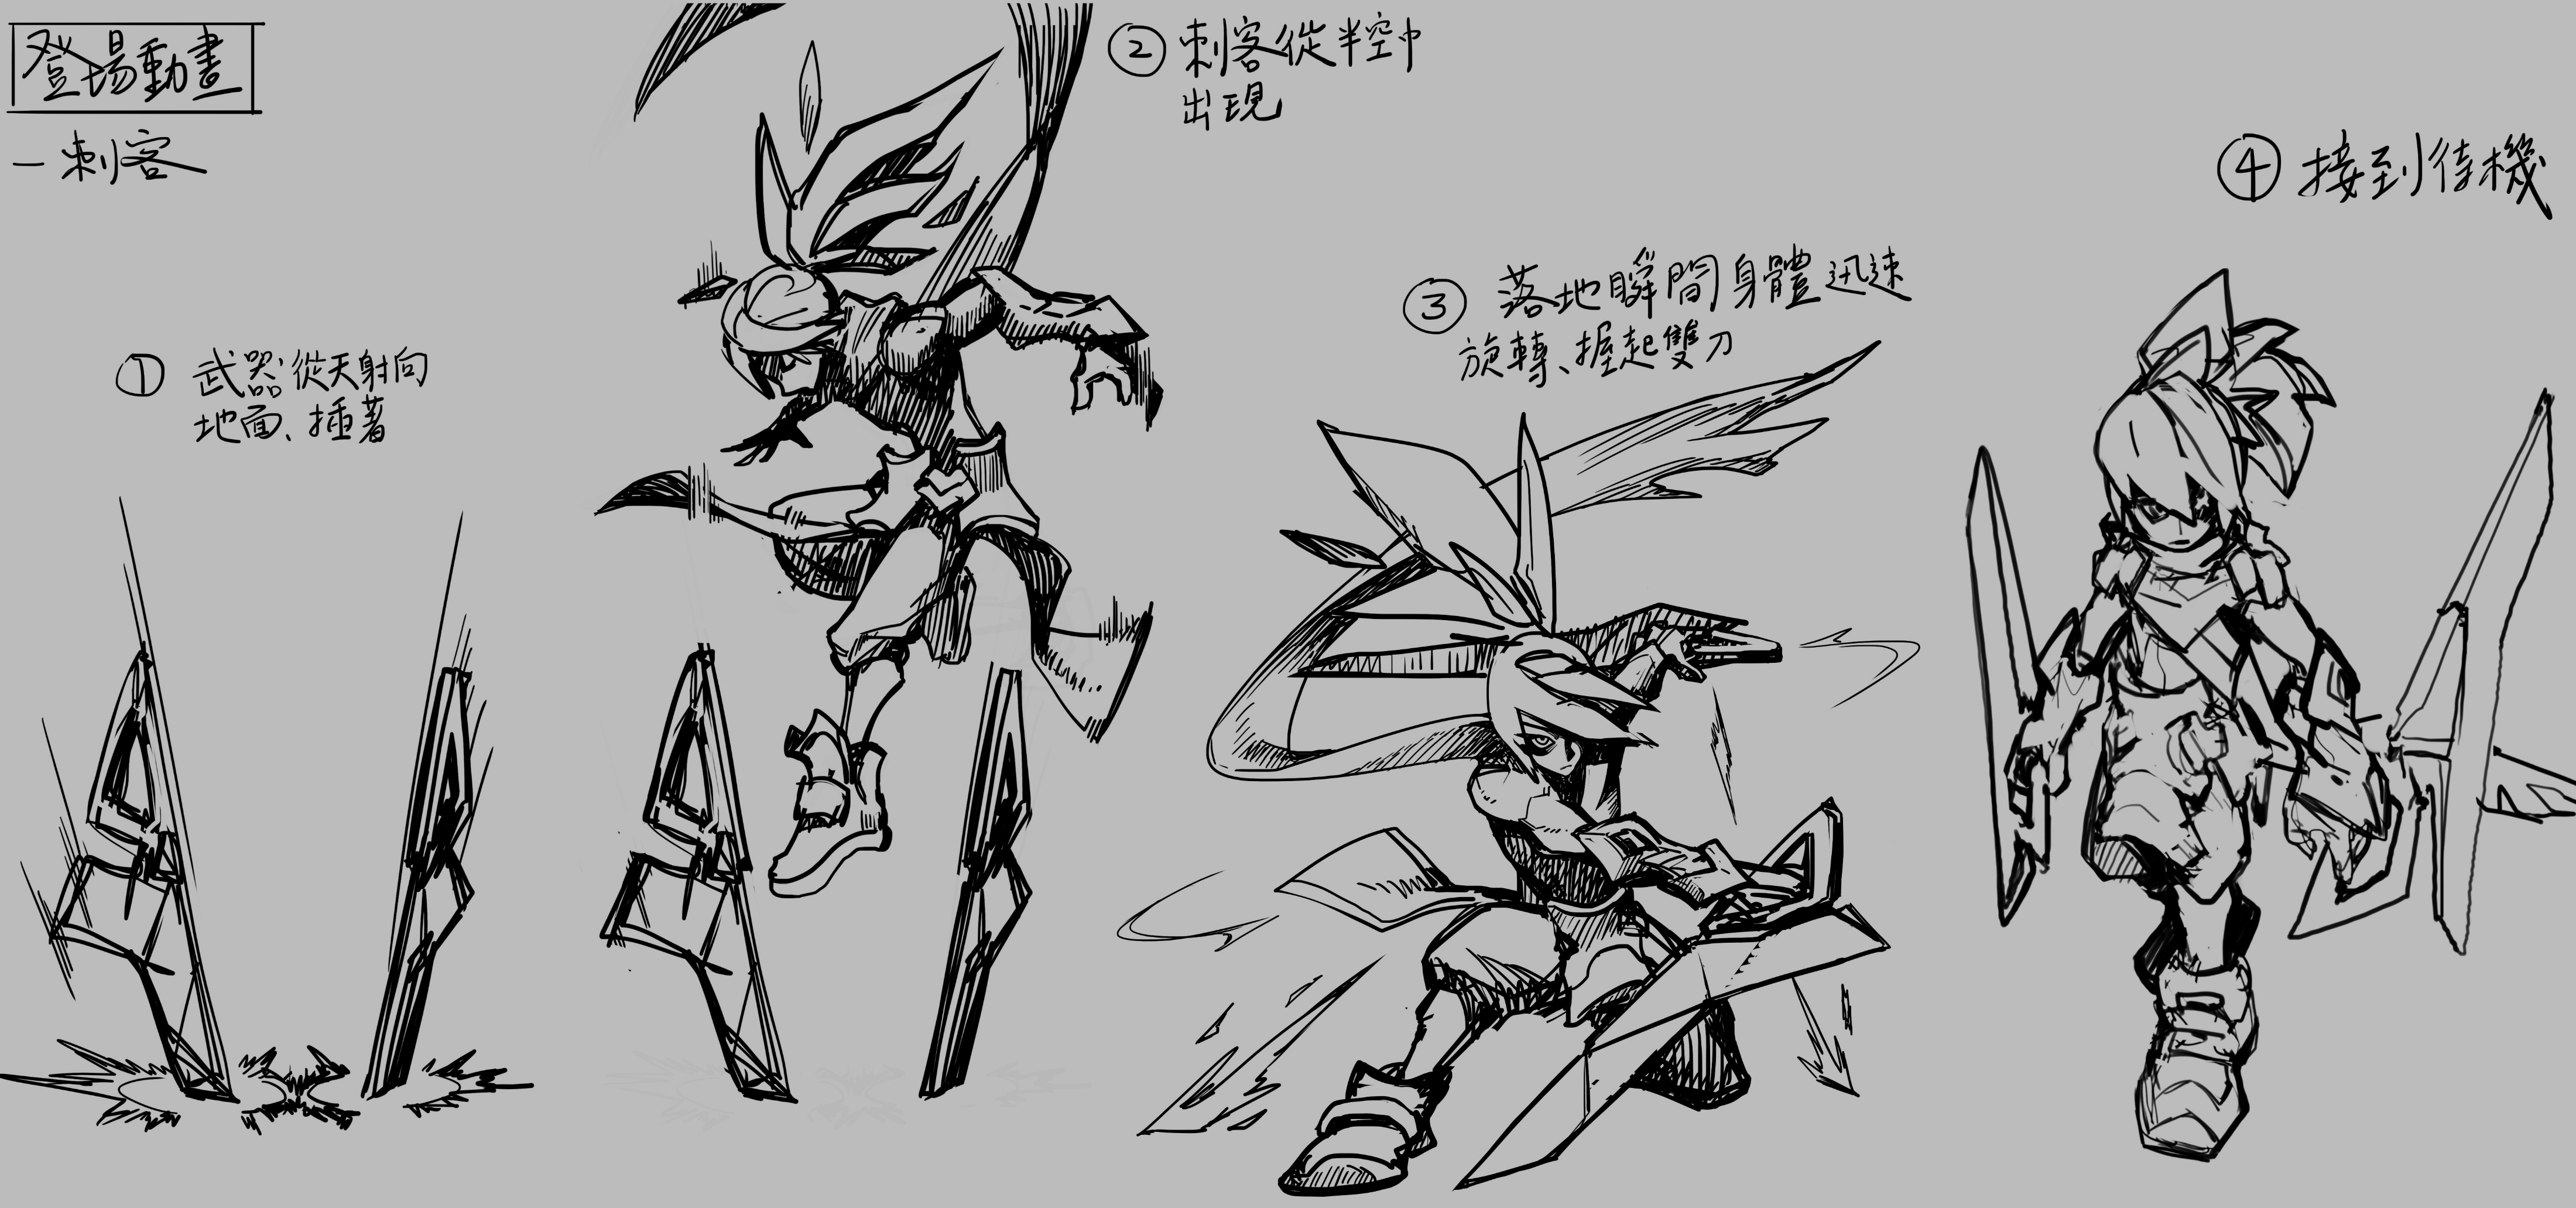 登場動畫
－刺客
① 武器從天射向
地面、插著
② 刺客從半空中
出現
③ 落地瞬間身體迅速
旋轉、握起雙刀
④ 接到待機